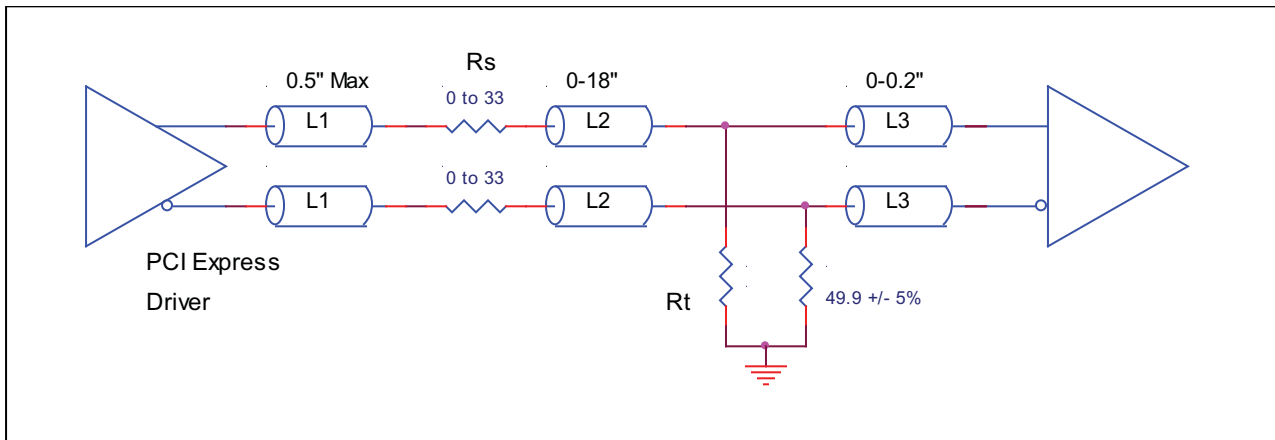 Rs
0.5" Max
0-18"
0-0.2"
0 to 33
L1
L2
L3
0 to 33
L1
L2
L3
PCI Express
Driver
Rt
49.9 +/- 5%